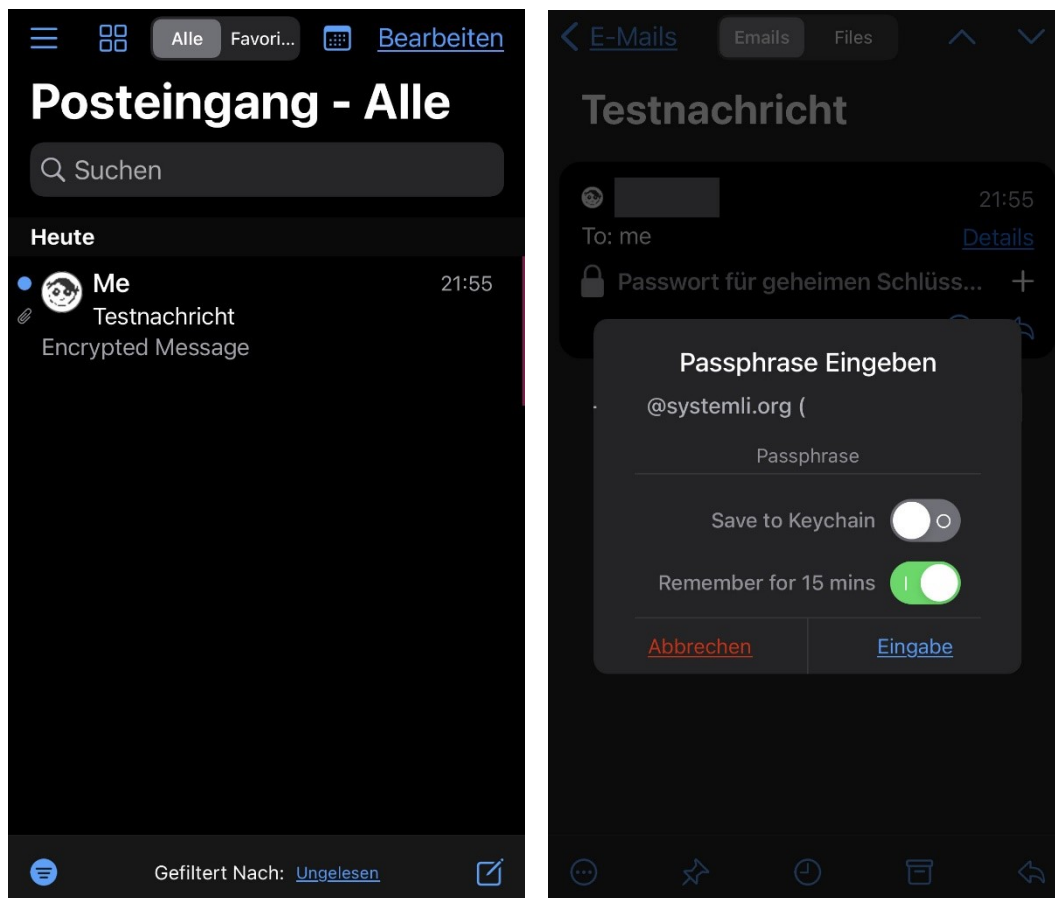 Alle Favori... Bearbeiten
Posteingang - Alle
Suchen
Heute
Me 21:55
Testnachricht
Encrypted Message
Gefiltert Nach: Ungelesen
E-Mails Emails Files
Testnachricht
21:55
To: me Details
Passwort für geheimen Schlüss...
Passphrase Eingeben
@systemli.org (
Passphrase
Save to Keychain
Remember for 15 mins
Abbrechen Eingabe